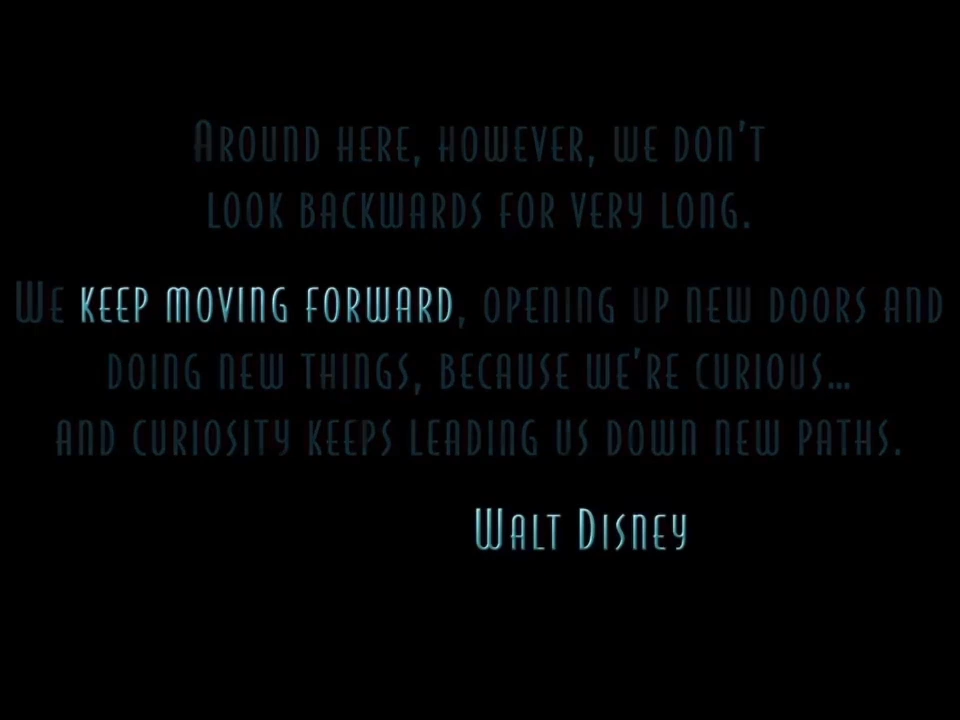 Around here, however, we don't
look backwards for very long.
We keep moving forward, opening up new doors and
doing new things, because we're curious...
and curiosity keeps leading us down new paths.
Walt Disney